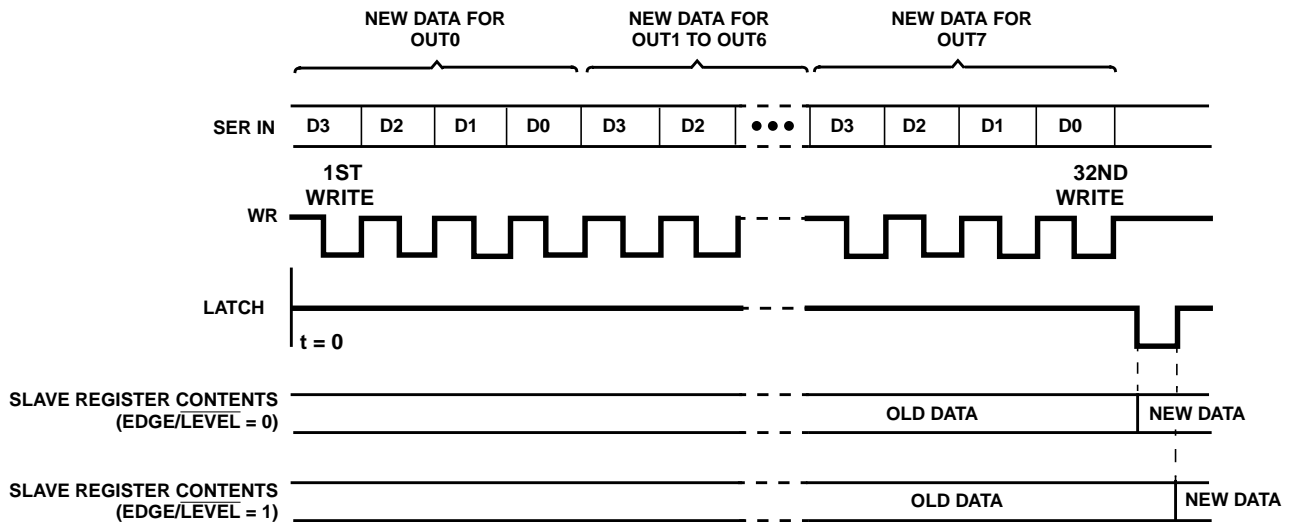 NEW DATA FOR
OUT0
NEW DATA FOR
OUT1 TO OUT6
NEW DATA FOR
OUT7
SER IN
D3 D2 D1 D0 D3 D2 ••• D3 D2 D1 D0
1ST
WRITE
32ND
WRITE
WR
LATCH
t = 0
SLAVE REGISTER CONTENTS
(EDGE/LEVEL = 0)
OLD DATA
NEW DATA
SLAVE REGISTER CONTENTS
(EDGE/LEVEL = 1)
OLD DATA
NEW DATA